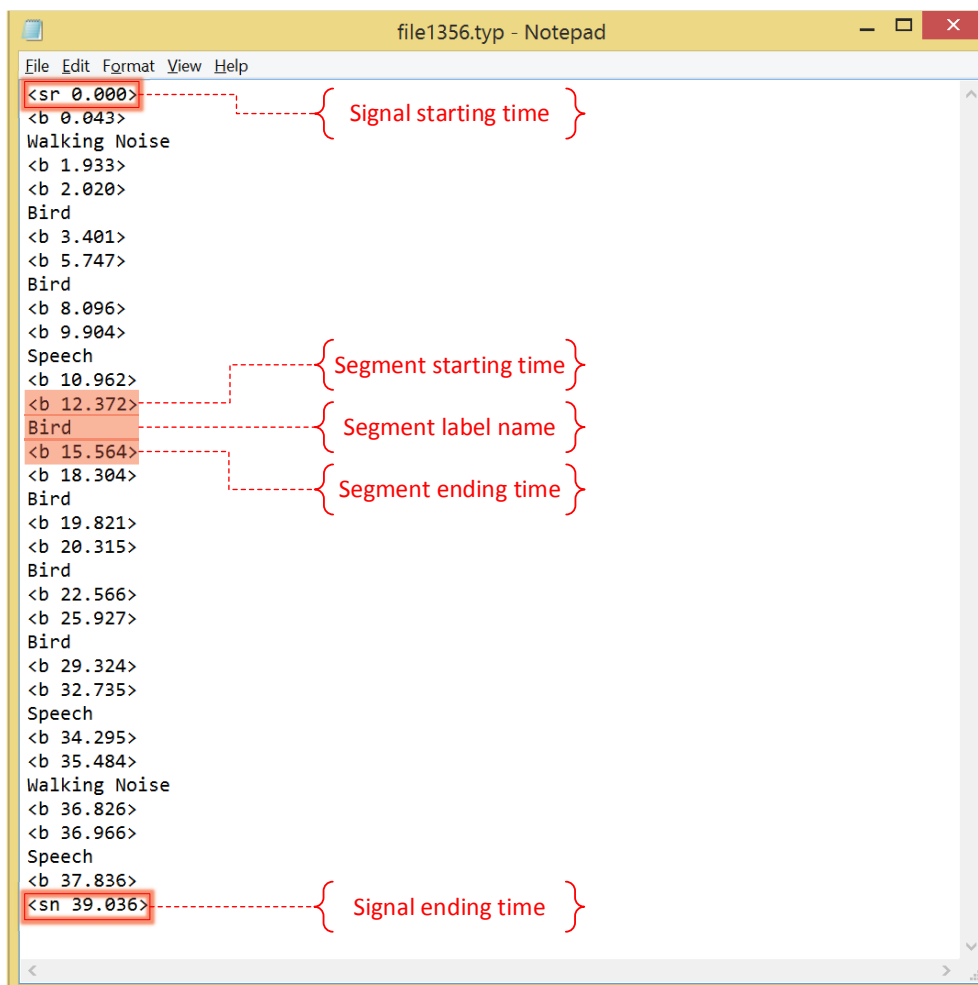 file1356.typ - Notepad
File Edit Format View Help
<sr 0.000>
Signal starting time
<b 0.043>
Walking Noise
<b 1.933>
<b 2.020>
Bird
<b 3.401>
<b 5.747>
Bird
<b 8.096>
<b 9.904>
Speech
Segment starting time
<b 10.962>
<b 12.372>
Bird
Segment label name
<b 15.564>
<b 18.304>
Segment ending time
Bird
<b 19.821>
<b 20.315>
Bird
<b 22.566>
<b 25.927>
Bird
<b 29.324>
<b 32.735>
Speech
<b 34.295>
<b 35.484>
Walking Noise
<b 36.826>
<b 36.966>
Speech
<b 37.836>
<sn 39.036>
Signal ending time